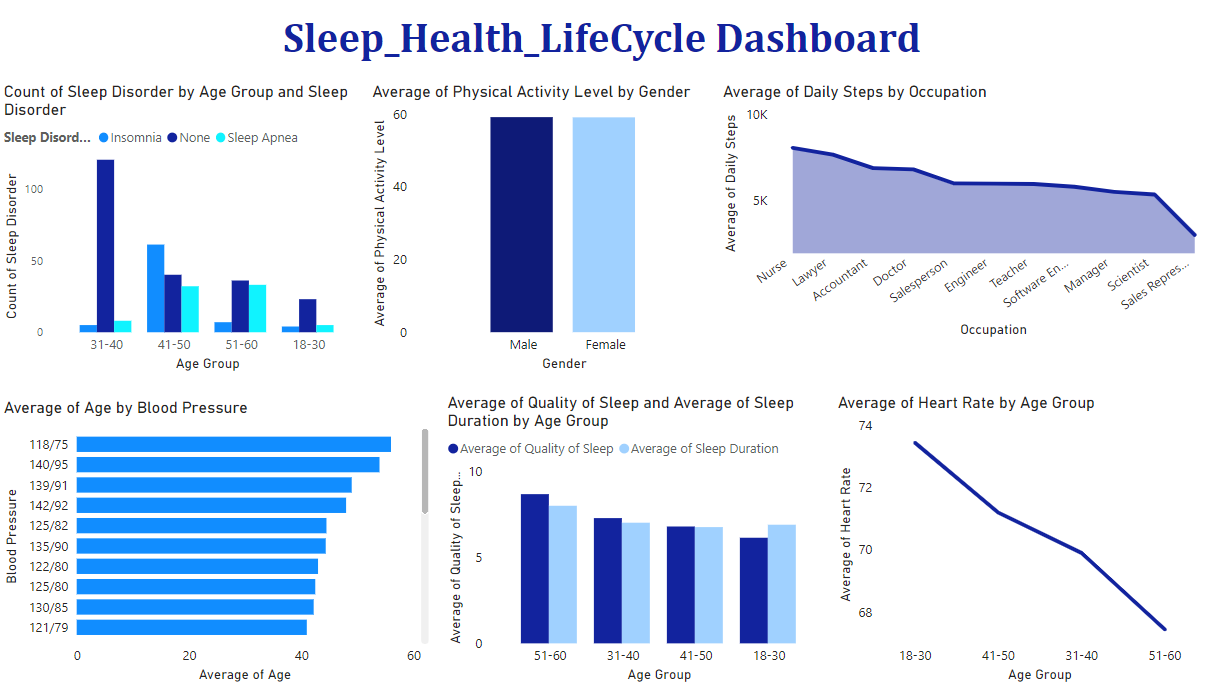 Sleep_Health_LifeCycle Dashboard
Count of Sleep Disorder by Age Group and Sleep
Disorder
Sleep Disord... Insomnia None Sleep Apnea
Count of Sleep Disorder
100
50
0
31-40 41-50 51-60 18-30
Age Group
Average of Physical Activity Level by Gender
Average of Physical Activity Level
60
40
20
0
Male Female
Gender
Average of Daily Steps by Occupation
Average of Daily Steps
10K
5K
Nurse
Lawyer
Accountant
Doctor
Salesperson
Engineer
Teacher
Software En...
Manager
Scientist
Sales Repres...
Occupation
Average of Age by Blood Pressure
Blood Pressure
118/75
140/95
139/91
142/92
125/82
135/90
122/80
125/80
130/85
121/79
0 20 40 60
Average of Age
Average of Quality of Sleep and Average of Sleep
Duration by Age Group
Average of Quality of Sleep Average of Sleep Duration
Average of Quality of Sleep...
10
5
0
51-60 31-40 41-50 18-30
Age Group
Average of Heart Rate by Age Group
Average of Heart Rate
74
72
70
68
18-30 41-50 31-40 51-60
Age Group